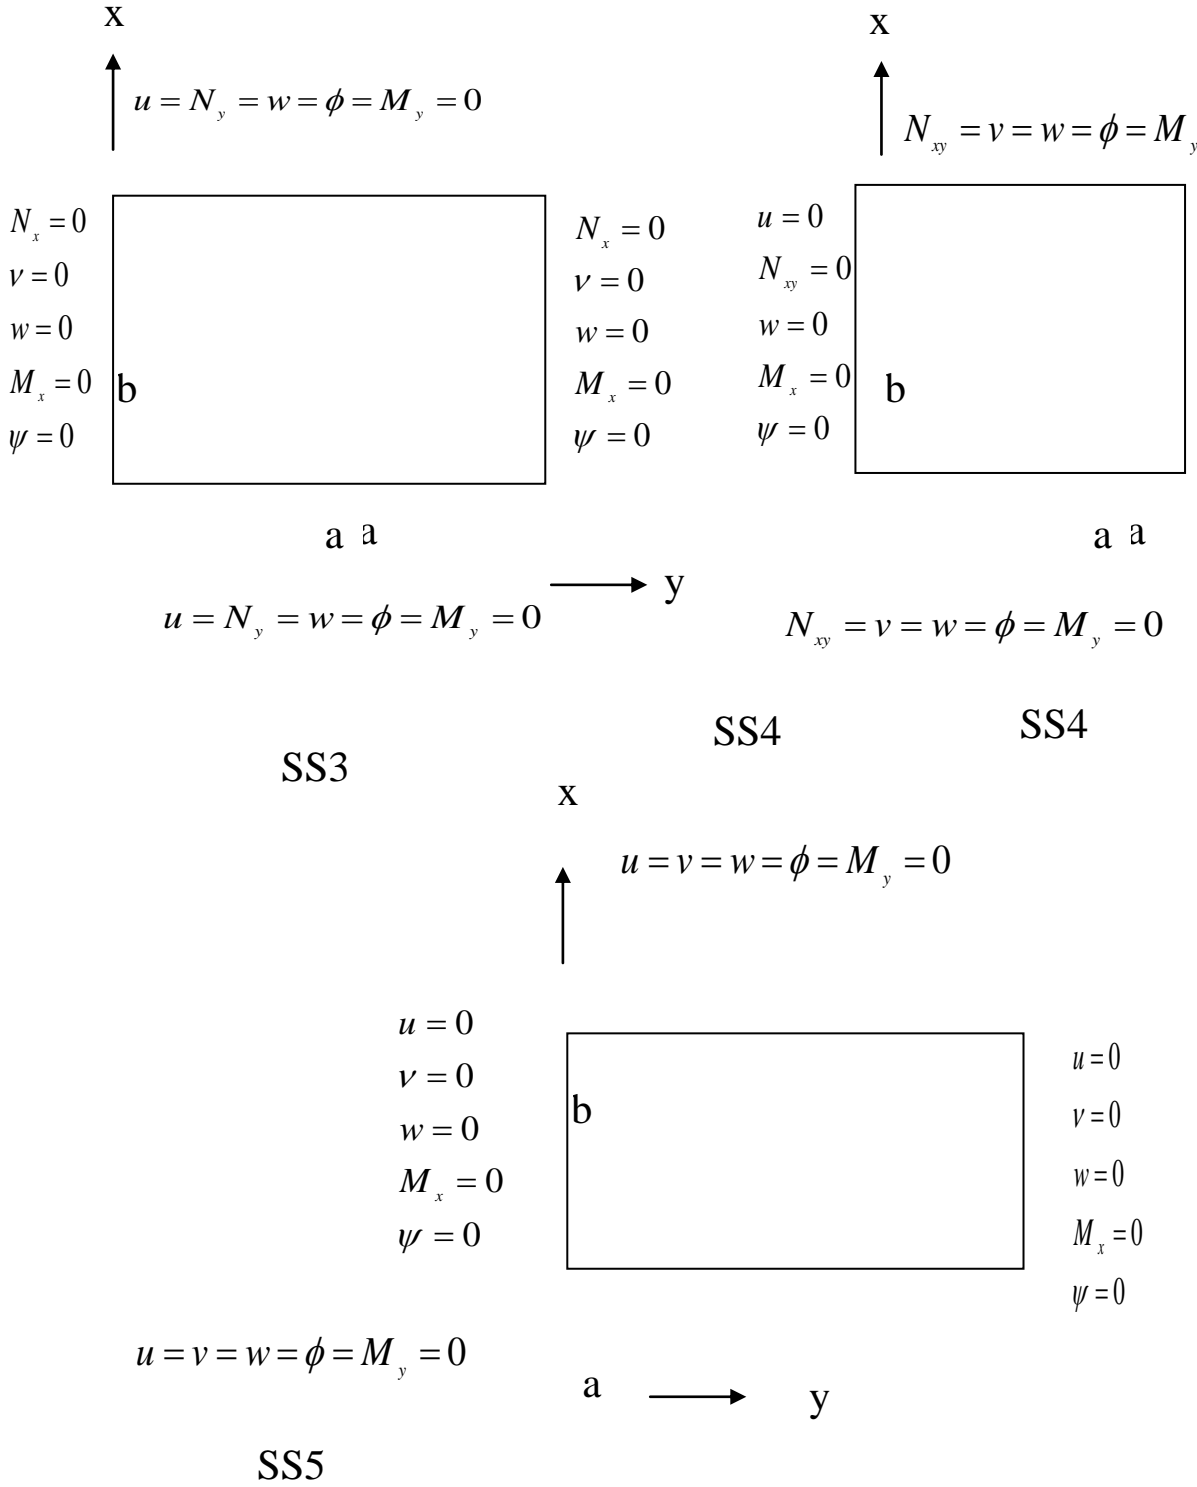 x
u = N_y = w = ϕ = M_y = 0
N_x = 0
ν = 0
w = 0
M_x = 0
ψ = 0
b
N_x = 0
ν = 0
w = 0
M_x = 0
ψ = 0
a a
y
u = N_y = w = ϕ = M_y = 0
SS3
x
N_xy = v = w = ϕ = M_y
u = 0
N_xy = 0
w = 0
M_x = 0
ψ = 0
b
a a
N_xy = v = w = ϕ = M_y = 0
SS4
SS4
x
u = v = w = ϕ = M_y = 0
u = 0
ν = 0
w = 0
M_x = 0
ψ = 0
b
u = 0
v = 0
w = 0
M_x = 0
ψ = 0
u = v = w = ϕ = M_y = 0
a
y
SS5